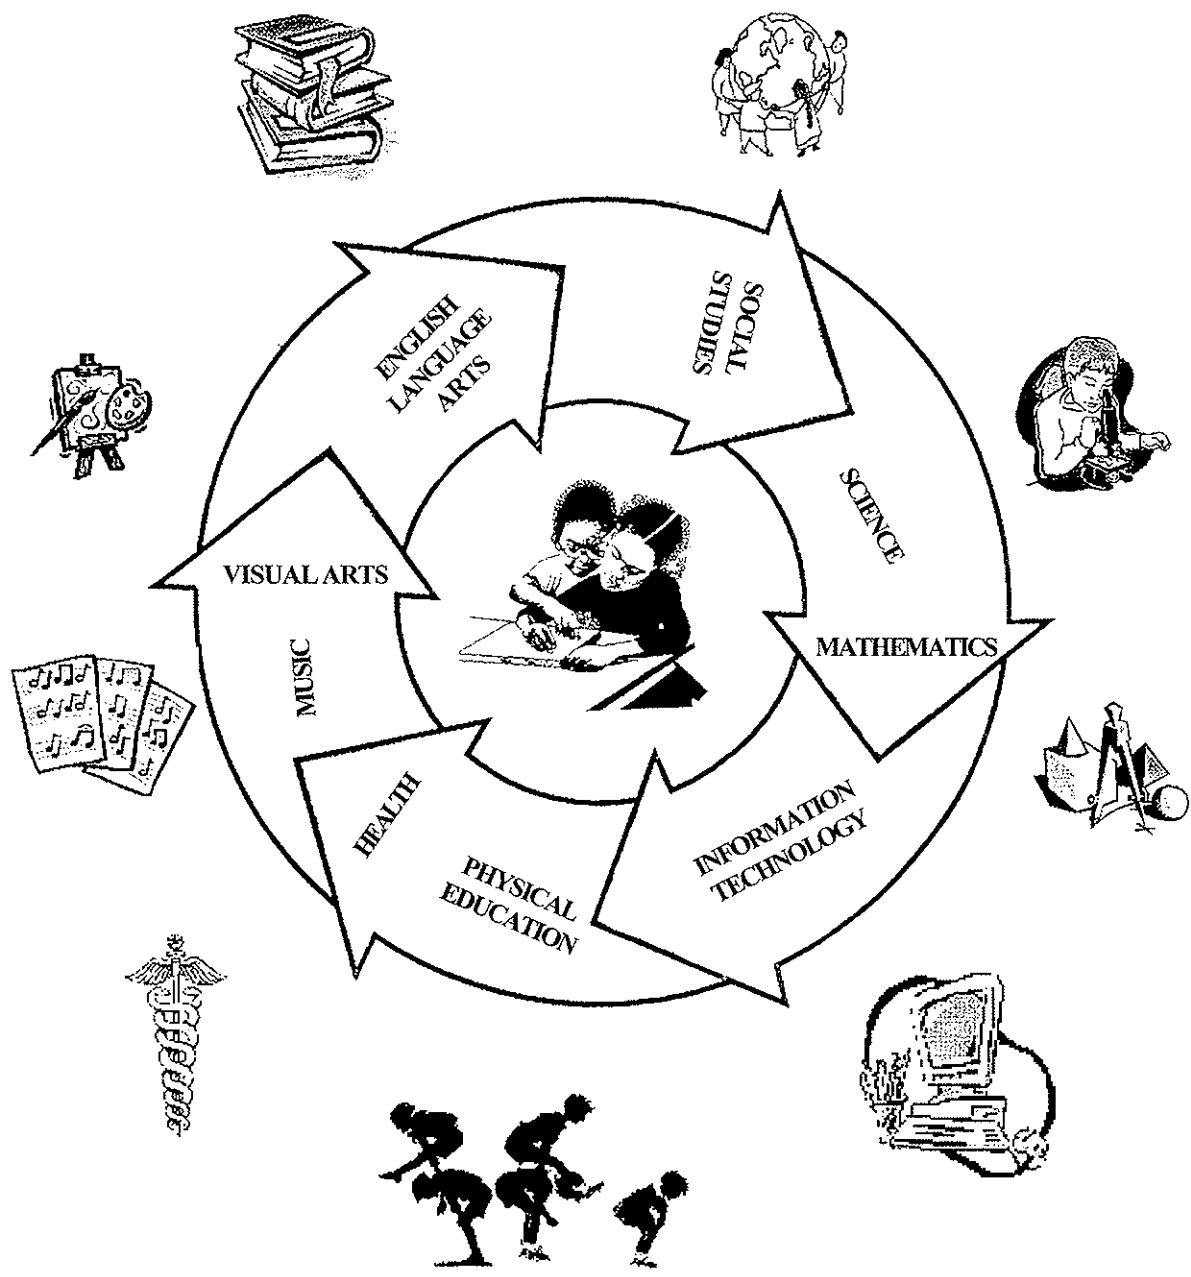 ENGLISH
LANGUAGE
ARTS
SOCIAL
STUDIES
SCIENCE
MATHEMATICS
INFORMATION
TECHNOLOGY
PHYSICAL
EDUCATION
HEALTH
MUSIC
VISUAL ARTS